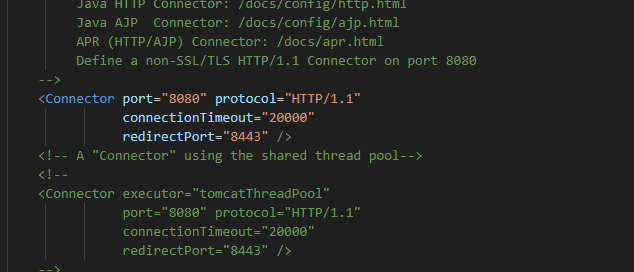 Java HTTP Connector: /docs/config/http.html
Java AJP  Connector: /docs/config/ajp.html
APR (HTTP/AJP) Connector: /docs/apr.html
Define a non-SSL/TLS HTTP/1.1 Connector on port 8080
-->
<Connector port="8080" protocol="HTTP/1.1"
connectionTimeout="20000"
redirectPort="8443" />
<!-- A "Connector" using the shared thread pool-->
<!--
<Connector executor="tomcatThreadPool"
port="8080" protocol="HTTP/1.1"
connectionTimeout="20000"
redirectPort="8443" />
-->